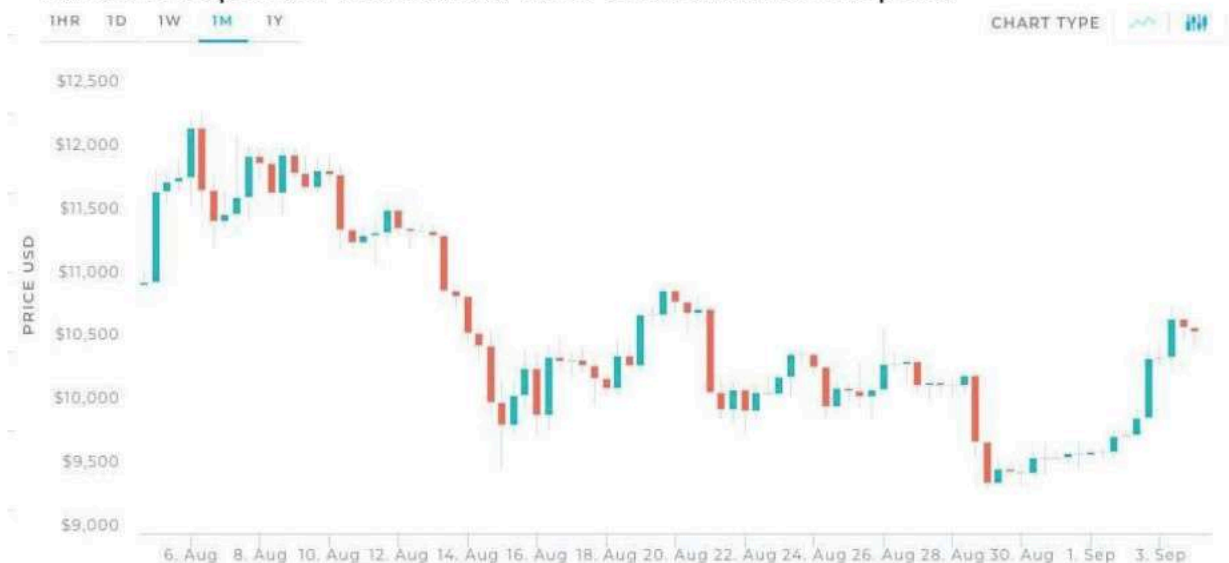 1HR 1D 1W 1M 1Y
CHART TYPE
$12,500
$12,000
$11,500
$11,000
$10,500
$10,000
$9,500
$9,000
PRICE USD
6. Aug 8. Aug 10. Aug 12. Aug 14. Aug 16. Aug 18. Aug 20. Aug 22. Aug 24. Aug 26. Aug 28. Aug 30. Aug 1. Sep 3. Sep